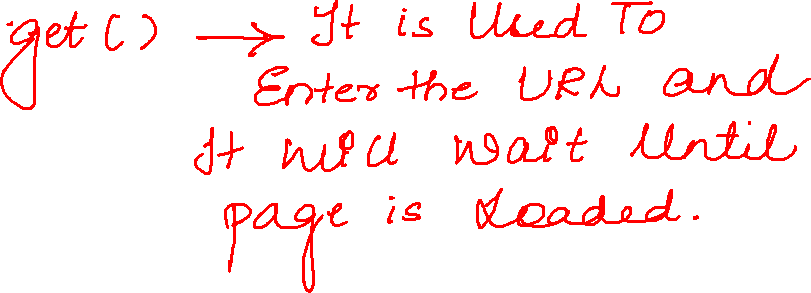 get() → It is Used To
Enter the URL and
It will wait Until
page is Loaded.